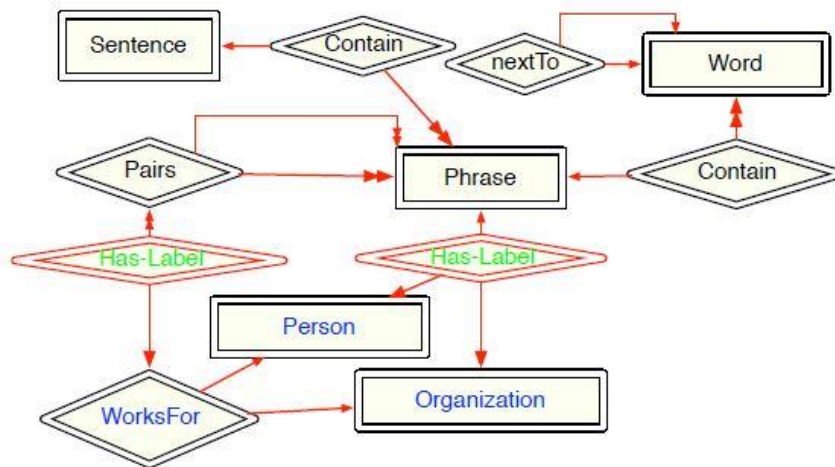 Sentence
Contain
nextTo
Word
Pairs
Phrase
Contain
Has-Label
Has-Label
Person
WorksFor
Organization